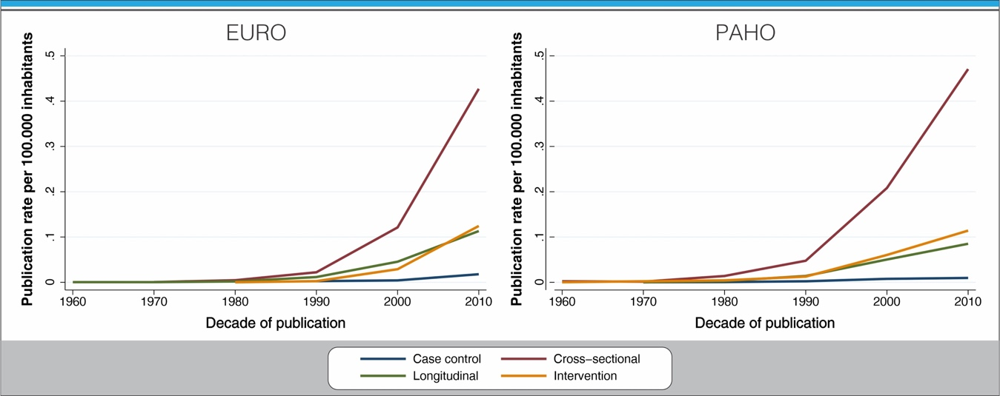 EURO
Publication rate per 100.000 inhabitants
.5
.4
.3
.2
.1
0
1960 1970 1980 1990 2000 2010
Decade of publication
PAHO
Publication rate per 100.000 inhabitants
.5
.4
.3
.2
.1
0
1960 1970 1980 1990 2000 2010
Decade of publication
Case control Cross–sectional
Longitudinal Intervention